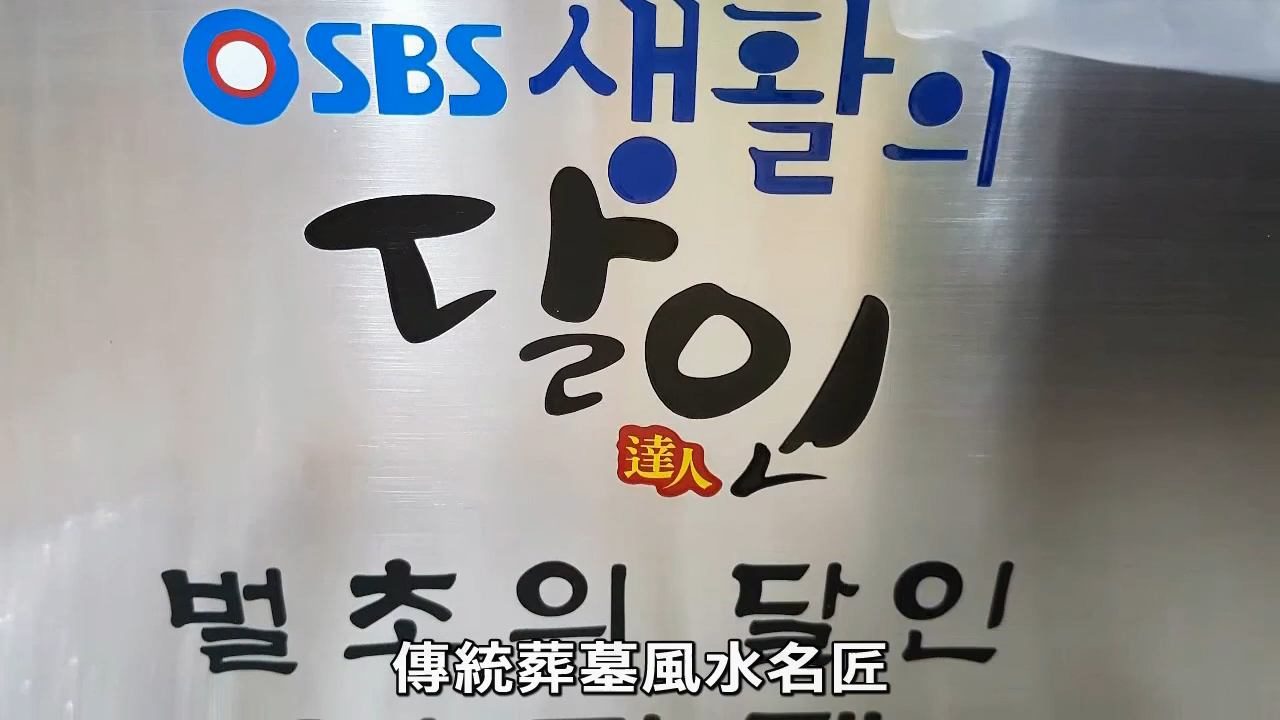 SBS 생활의
달인
達人
벌초의 달인
傳統葬墓風水名匠